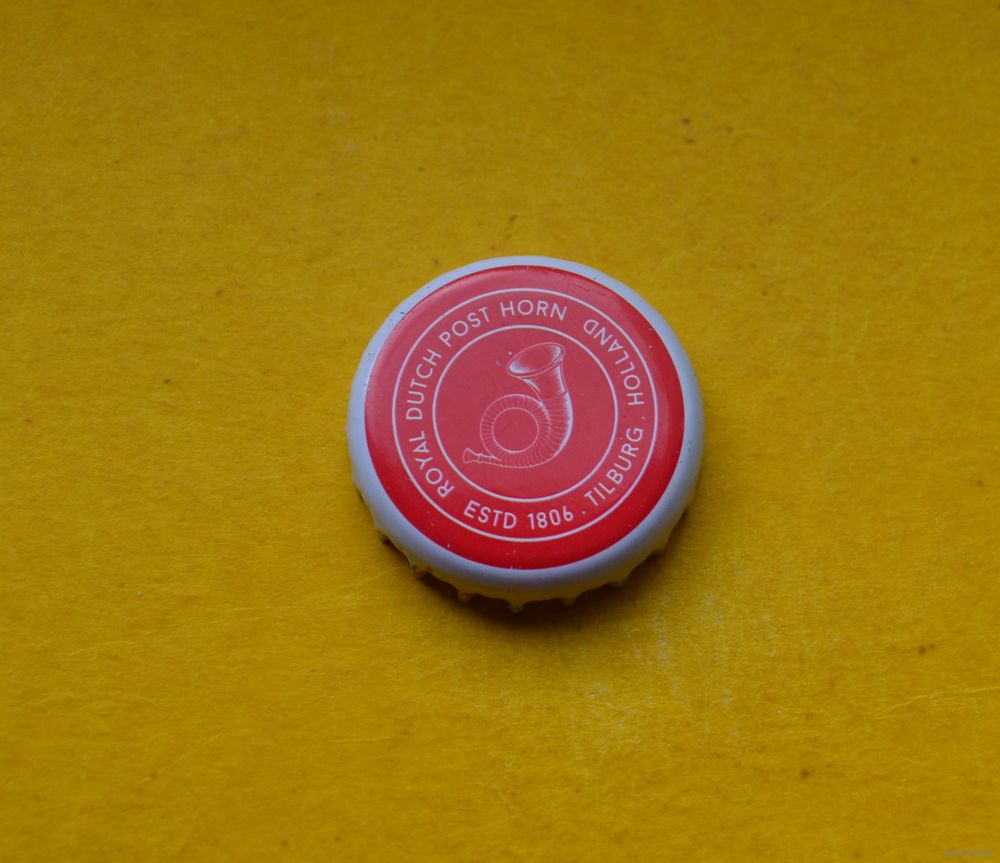 ROYAL DUTCH POST HORN
ESTD 1806 . TILBURG . HOLLAND